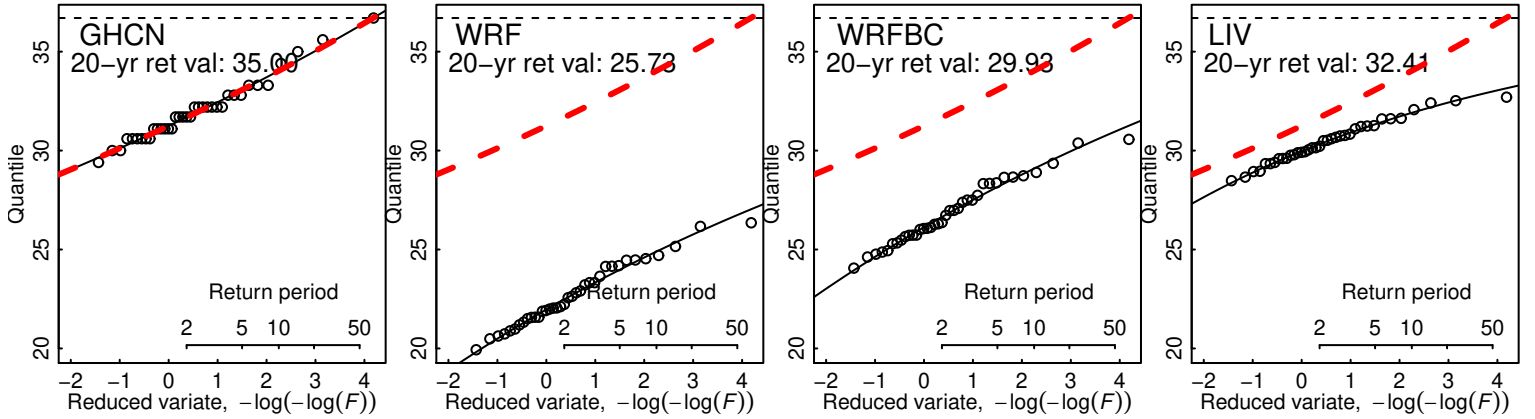 GHCN
20−yr ret val: 35.0
Quantile
35
30
25
20
Return period
2 5 10 50
−2 −1 0 1 2 3 4
Reduced variate, −log(−log(F))
WRF
20−yr ret val: 25.73
Quantile
35
30
25
20
Return period
2 5 10 50
−2 −1 0 1 2 3 4
Reduced variate, −log(−log(F))
WRFBC
20−yr ret val: 29.93
Quantile
35
30
25
20
Return period
2 5 10 50
−2 −1 0 1 2 3 4
Reduced variate, −log(−log(F))
LIV
20−yr ret val: 32.41
Quantile
35
30
25
20
Return period
2 5 10 50
−2 −1 0 1 2 3 4
Reduced variate, −log(−log(F))